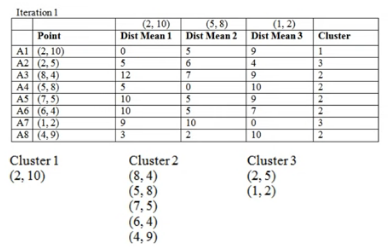 Iteration 1
(2, 10) (5, 8) (1, 2)
Point Dist Mean 1 Dist Mean 2 Dist Mean 3 Cluster
A1 (2, 10) 0 5 9 1
A2 (2, 5) 5 6 4 3
A3 (8, 4) 12 7 9 2
A4 (5, 8) 5 0 10 2
A5 (7, 5) 10 5 9 2
A6 (6, 4) 10 5 7 2
A7 (1, 2) 9 10 0 3
A8 (4, 9) 3 2 10 2
Cluster 1 Cluster 2 Cluster 3
(2, 10) (8, 4) (2, 5)
(5, 8) (1, 2)
(7, 5)
(6, 4)
(4, 9)